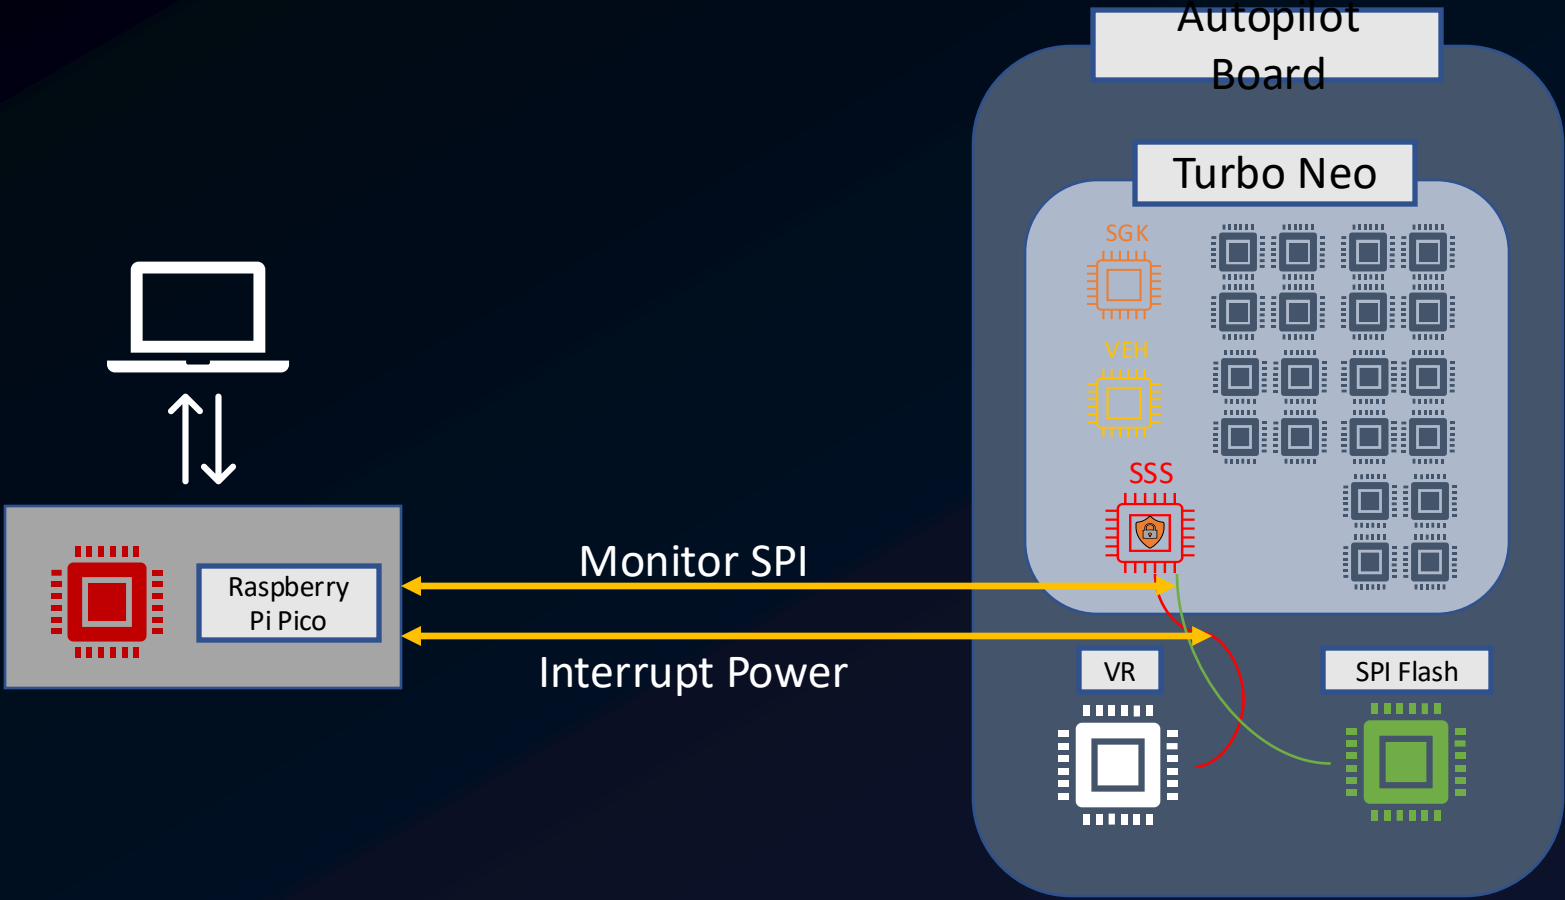 Autopilot
Board
Turbo Neo
SGK
VEH
SSS
Monitor SPI
Raspberry
Pi Pico
Interrupt Power
VR
SPI Flash